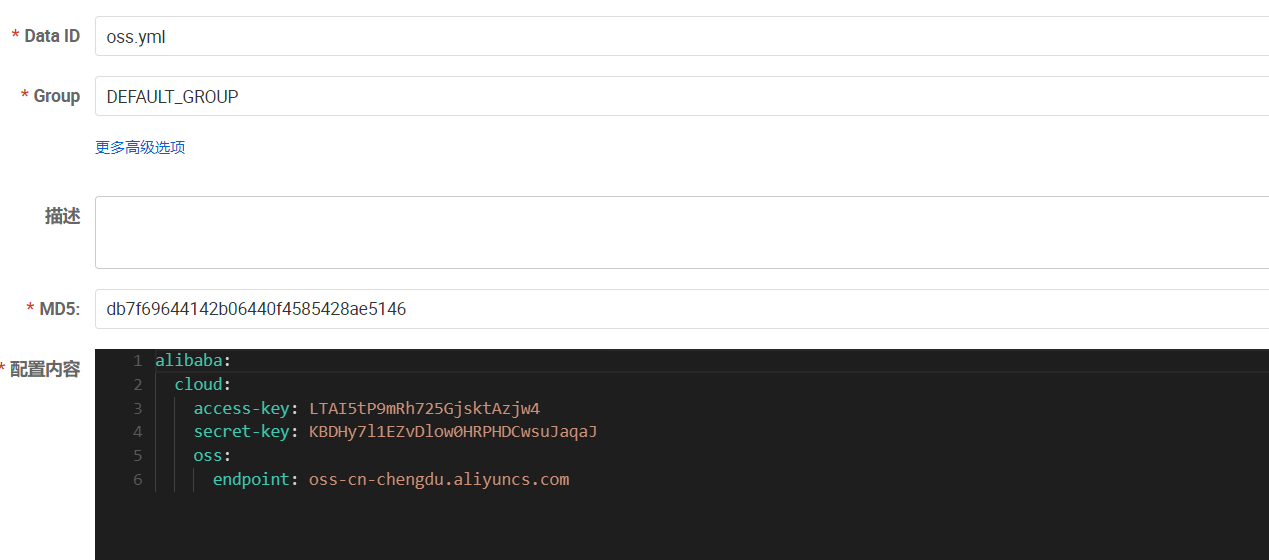 * Data ID oss.yml
* Group DEFAULT_GROUP
更多高级选项
描述
* MD5: db7f69644142b06440f4585428ae5146
* 配置内容
1 alibaba:
2 cloud:
3 access-key: LTAI5tP9mRh725GjsktAzjw4
4 secret-key: KBDHy7l1EZvDlow0HRPHDCwsuJaqaJ
5 oss:
6 endpoint: oss-cn-chengdu.aliyuncs.com